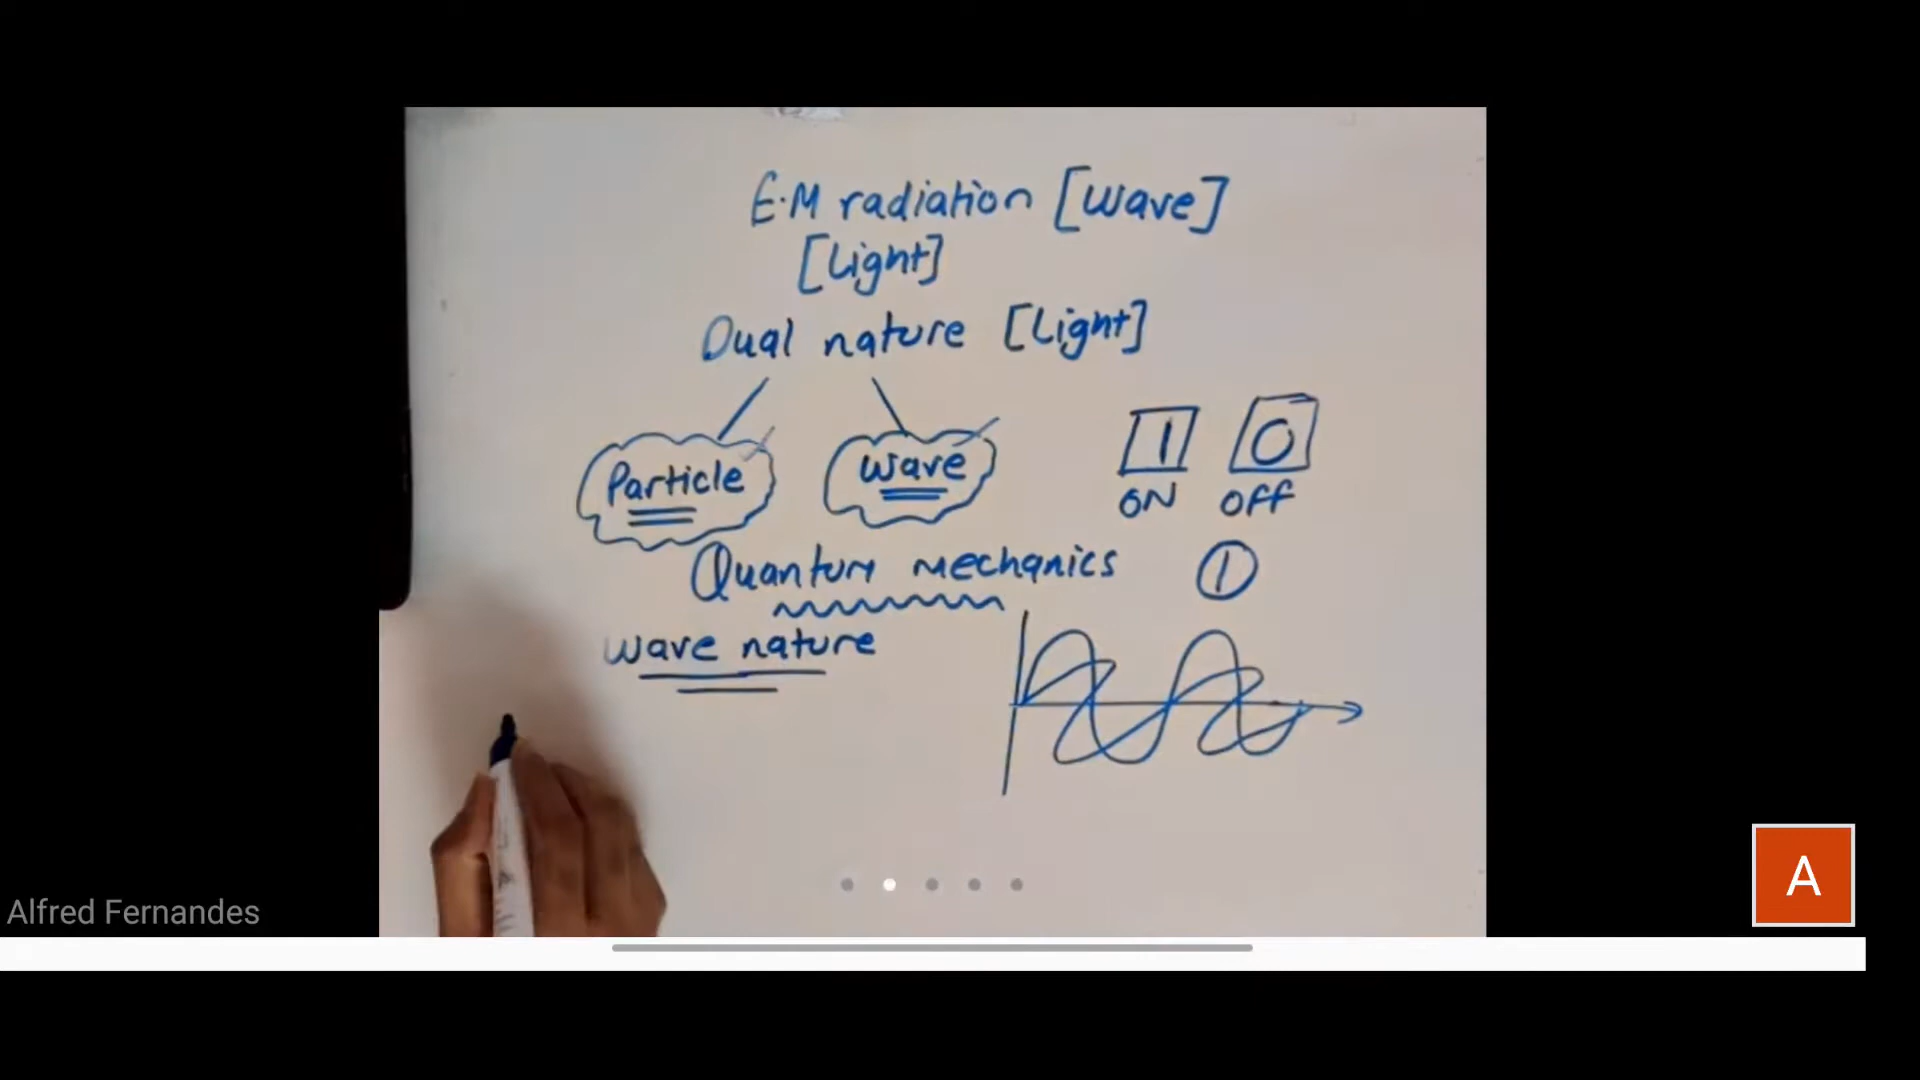 E.M radiation [Wave]
[Light]
Dual nature [Light]
Particle
Wave
1 0
ON OFF
Quantum mechanics 1
Wave nature
Alfred Fernandes
A